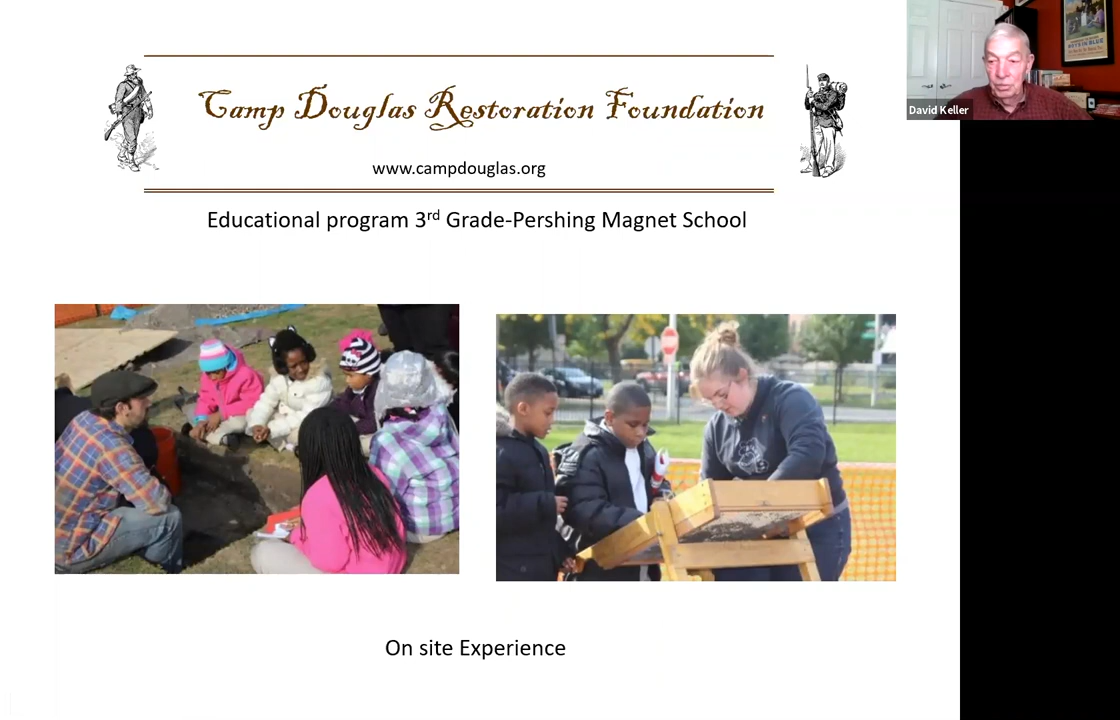 Camp Douglas Restoration Foundation
David Keller
www.campdouglas.org
Educational program 3rd Grade-Pershing Magnet School
On site Experience